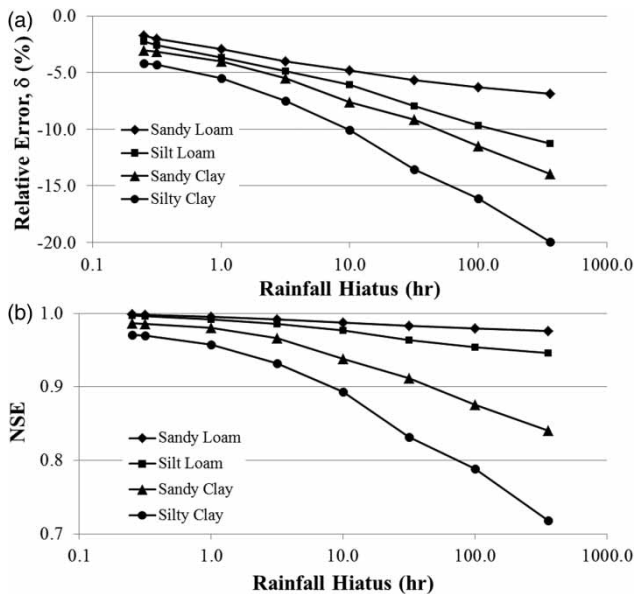 (a)
Relative Error, δ (%)
0.0
-5.0
-10.0
-15.0
-20.0
Sandy Loam
Silt Loam
Sandy Clay
Silty Clay
0.1
1.0
10.0
100.0
1000.0
Rainfall Hiatus (hr)
(b)
NSE
1.0
0.9
0.8
0.7
Sandy Loam
Silt Loam
Sandy Clay
Silty Clay
0.1
1.0
10.0
100.0
1000.0
Rainfall Hiatus (hr)